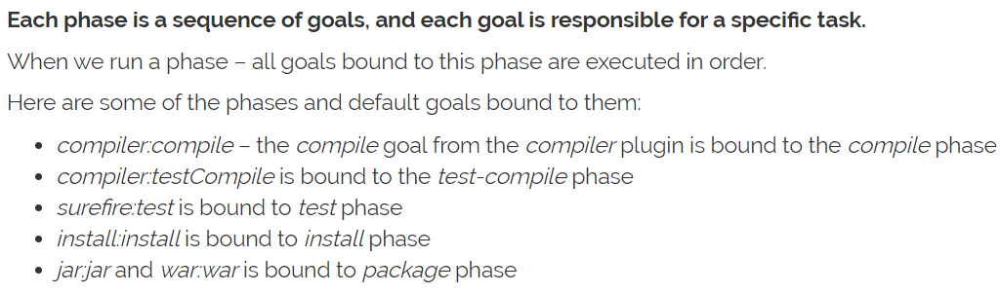 Each phase is a sequence of goals, and each goal is responsible for a specific task.
When we run a phase – all goals bound to this phase are executed in order.
Here are some of the phases and default goals bound to them:
• compiler:compile – the compile goal from the compiler plugin is bound to the compile phase
• compiler:testCompile is bound to the test-compile phase
• surefire:test is bound to test phase
• install:install is bound to install phase
• jar:jar and war:war is bound to package phase